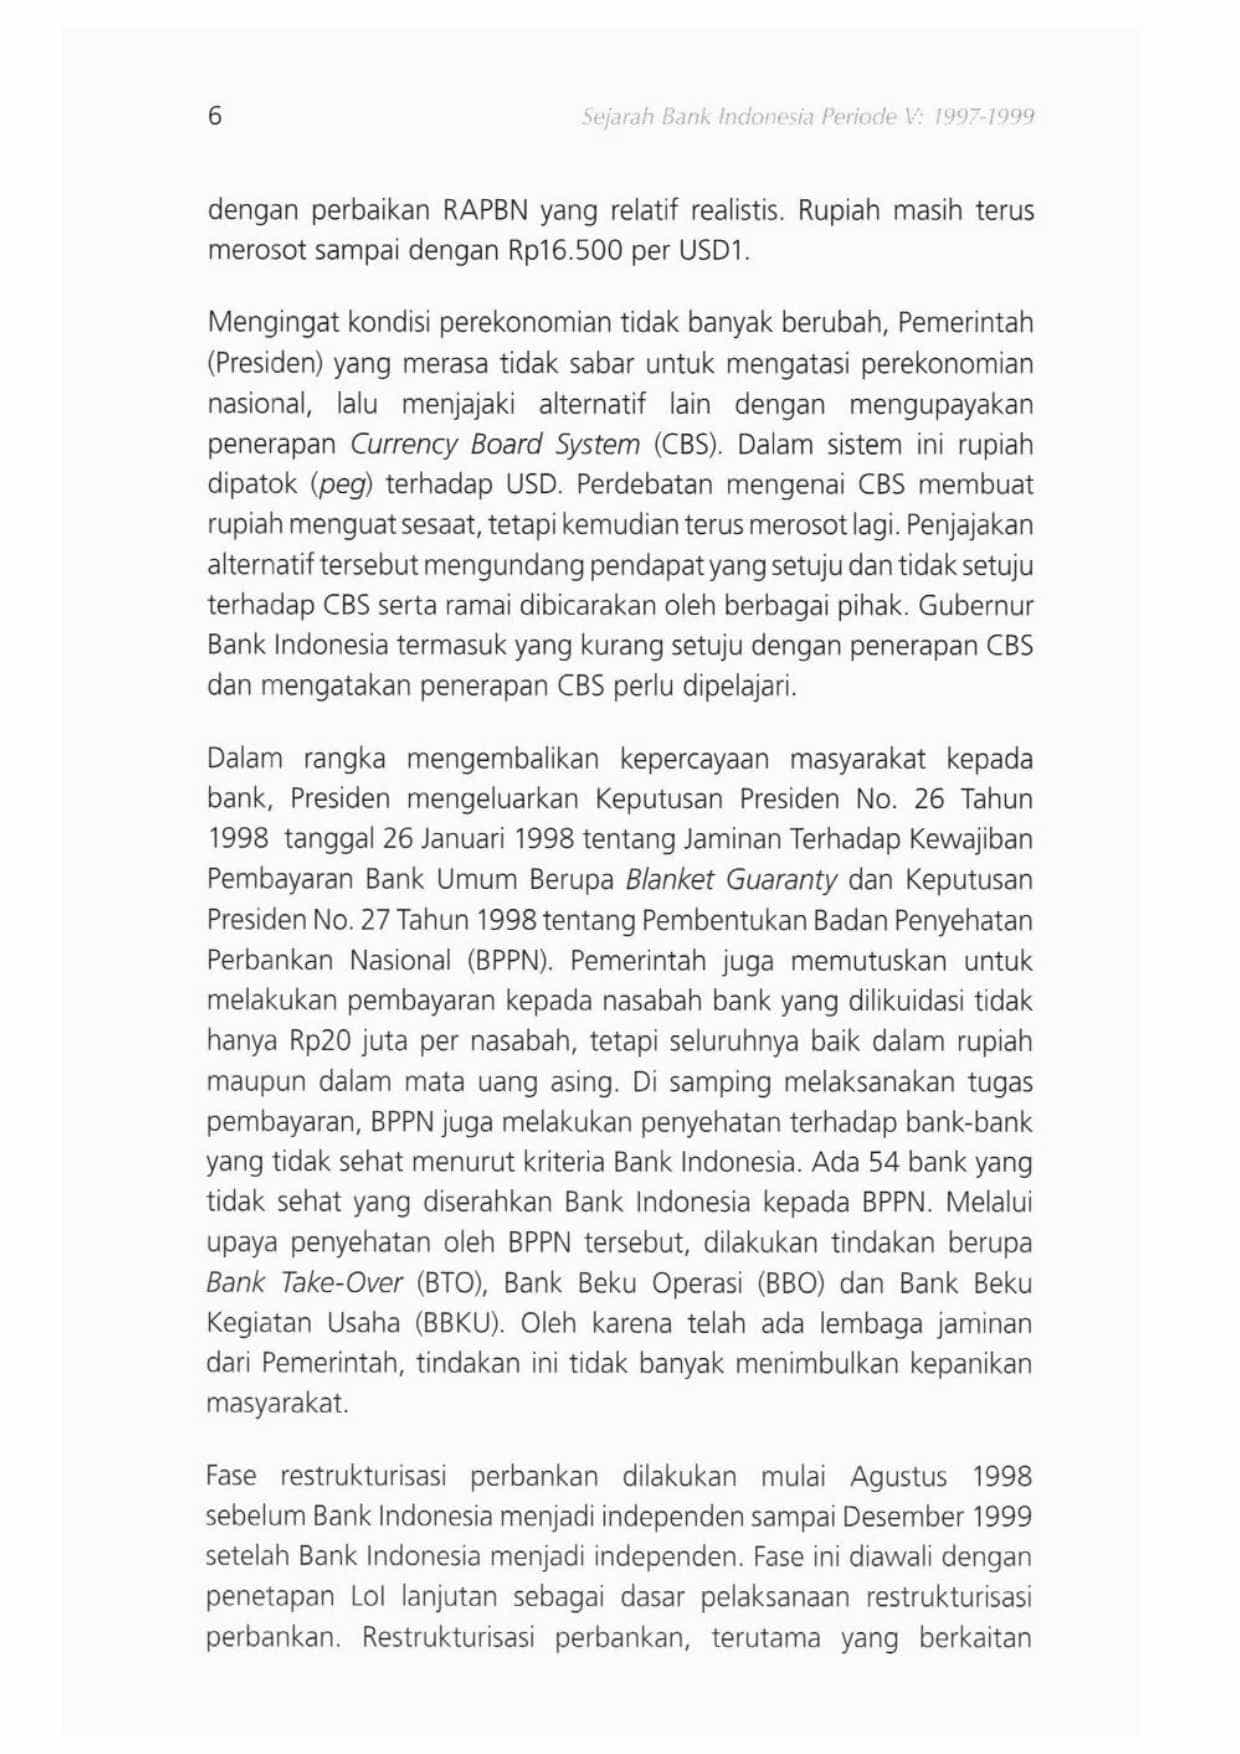 6
Sejarah Bank Indonesia Periode V: 1997-1999
dengan perbaikan RAPBN yang relatif realistis. Rupiah masih terus
merosot sampai dengan Rp16.500 per USD1.
Mengingat kondisi perekonomian tidak banyak berubah, Pemerintah
(Presiden) yang merasa tidak sabar untuk mengatasi perekonomian
nasional, lalu menjajaki alternatif lain dengan mengupayakan
penerapan Currency Board System (CBS). Dalam sistem ini rupiah
dipatok (peg) terhadap USD. Perdebatan mengenai CBS membuat
rupiah menguat sesaat, tetapi kemudian terus merosot lagi. Penjajakan
alternatif tersebut mengundang pendapat yang setuju dan tidak setuju
terhadap CBS serta ramai dibicarakan oleh berbagai pihak. Gubernur
Bank Indonesia termasuk yang kurang setuju dengan penerapan CBS
dan mengatakan penerapan CBS perlu dipelajari.
Dalam rangka mengembalikan kepercayaan masyarakat kepada
bank, Presiden mengeluarkan Keputusan Presiden No. 26 Tahun
1998 tanggal 26 Januari 1998 tentang Jaminan Terhadap Kewajiban
Pembayaran Bank Umum Berupa Blanket Guaranty dan Keputusan
Presiden No. 27 Tahun 1998 tentang Pembentukan Badan Penyehatan
Perbankan Nasional (BPPN). Pemerintah juga memutuskan untuk
melakukan pembayaran kepada nasabah bank yang dilikuidasi tidak
hanya Rp20 juta per nasabah, tetapi seluruhnya baik dalam rupiah
maupun dalam mata uang asing. Di samping melaksanakan tugas
pembayaran, BPPN juga melakukan penyehatan terhadap bank-bank
yang tidak sehat menurut kriteria Bank Indonesia. Ada 54 bank yang
tidak sehat yang diserahkan Bank Indonesia kepada BPPN. Melalui
upaya penyehatan oleh BPPN tersebut, dilakukan tindakan berupa
Bank Take-Over (BTO), Bank Beku Operasi (BBO) dan Bank Beku
Kegiatan Usaha (BBKU). Oleh karena telah ada lembaga jaminan
dari Pemerintah, tindakan ini tidak banyak menimbulkan kepanikan
masyarakat.
Fase restrukturisasi perbankan dilakukan mulai Agustus 1998
sebelum Bank Indonesia menjadi independen sampai Desember 1999
setelah Bank Indonesia menjadi independen. Fase ini diawali dengan
penetapan LoI lanjutan sebagai dasar pelaksanaan restrukturisasi
perbankan. Restrukturisasi perbankan, terutama yang berkaitan